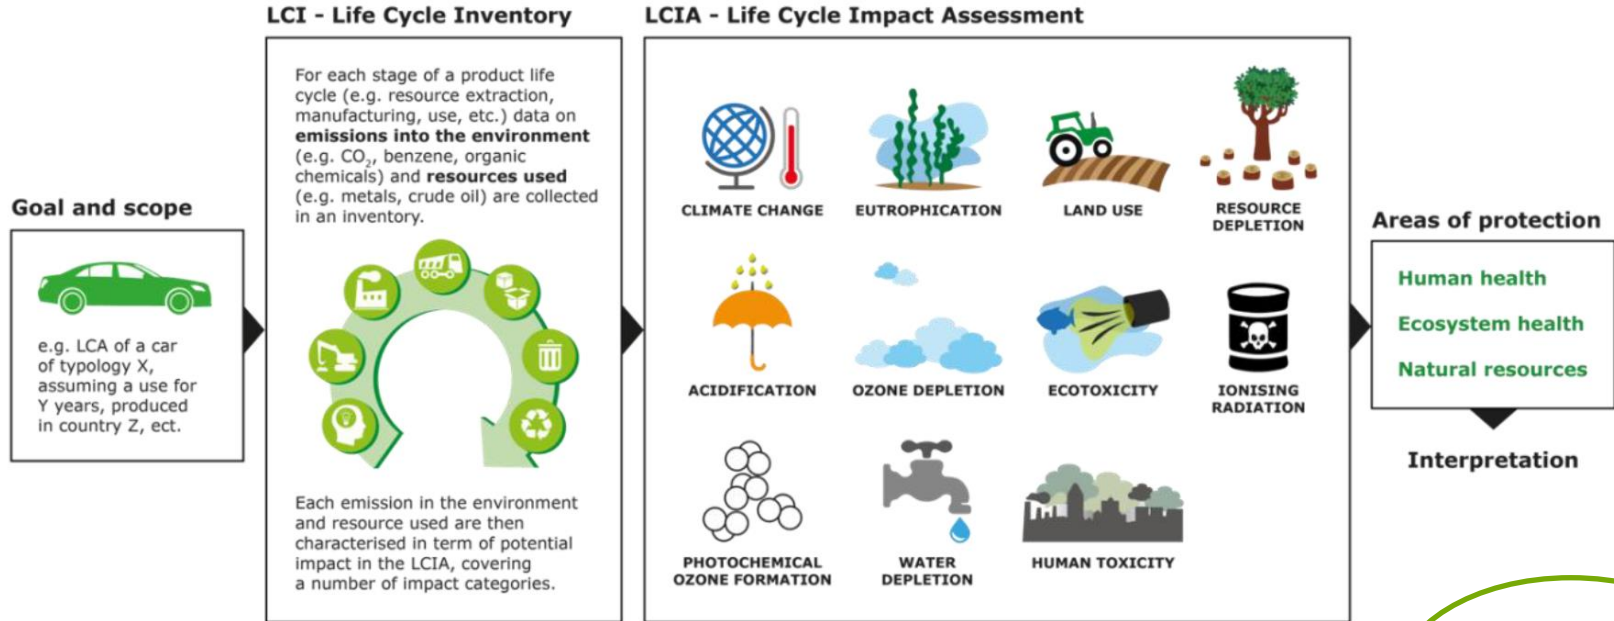 LCI - Life Cycle Inventory
LCIA - Life Cycle Impact Assessment
Goal and scope
e.g. LCA of a car
of typology X,
assuming a use for
Y years, produced
in country Z, ect.
For each stage of a product life
cycle (e.g. resource extraction,
manufacturing, use, etc.) data on
emissions into the environment
(e.g. CO₂, benzene, organic
chemicals) and resources used
(e.g. metals, crude oil) are collected
in an inventory.
Each emission in the environment
and resource used are then
characterised in term of potential
impact in the LCIA, covering
a number of impact categories.
CLIMATE CHANGE
EUTROPHICATION
LAND USE
RESOURCE
DEPLETION
ACIDIFICATION
OZONE DEPLETION
ECOTOXICITY
IONISING
RADIATION
PHOTOCHEMICAL
OZONE FORMATION
WATER
DEPLETION
HUMAN TOXICITY
Areas of protection
Human health
Ecosystem health
Natural resources
Interpretation